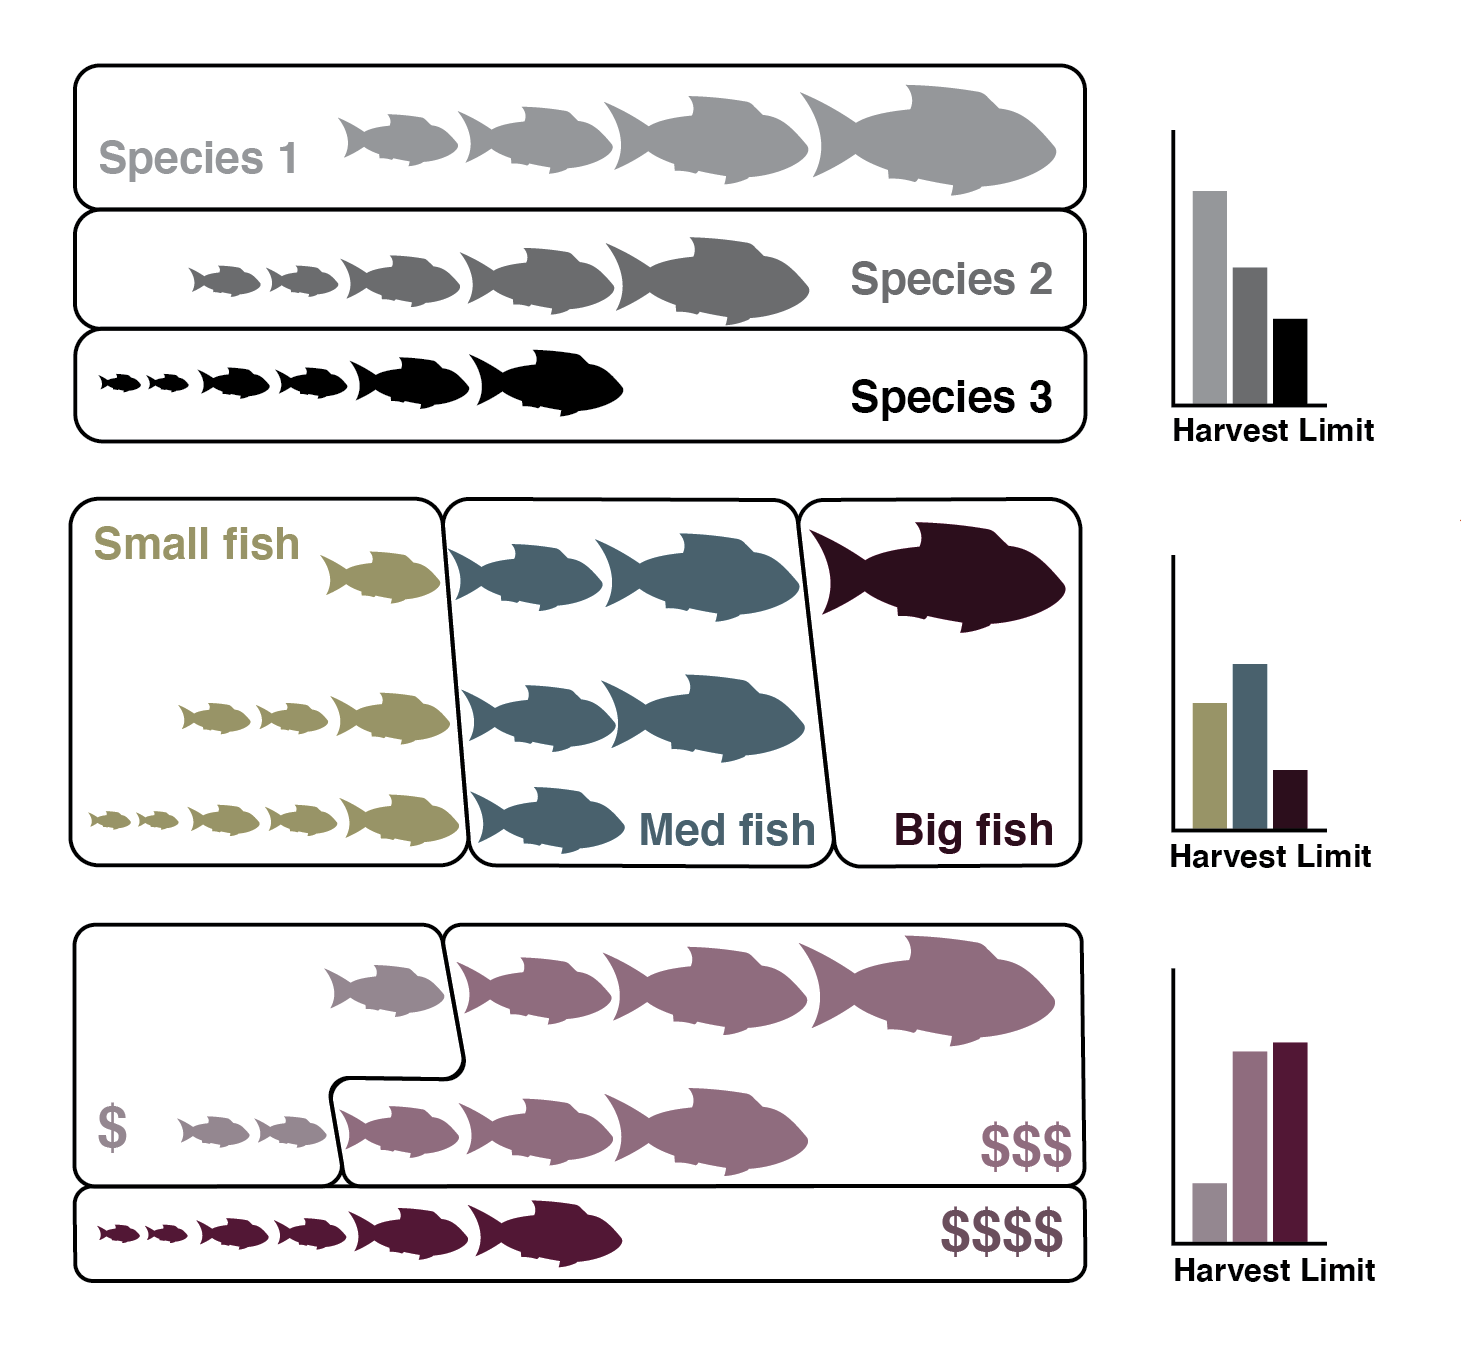 Species 1
Species 2
Species 3
Harvest Limit
Small fish
Med fish
Big fish
Harvest Limit
$
$$$
$$$$
Harvest Limit